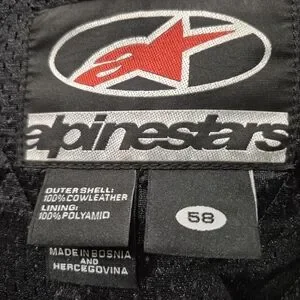 alpinestars
OUTER SHELL:
100% COWLEATHER
LINING:
100% POLYAMID
58
MADE IN BOSNIA
AND
HERCEGOVINA